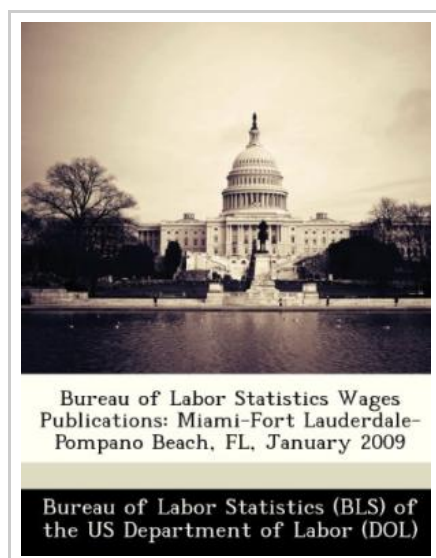 Bureau of Labor Statistics Wages
Publications: Miami-Fort Lauderdale-
Pompano Beach, FL, January 2009
Bureau of Labor Statistics (BLS) of
the US Department of Labor (DOL)